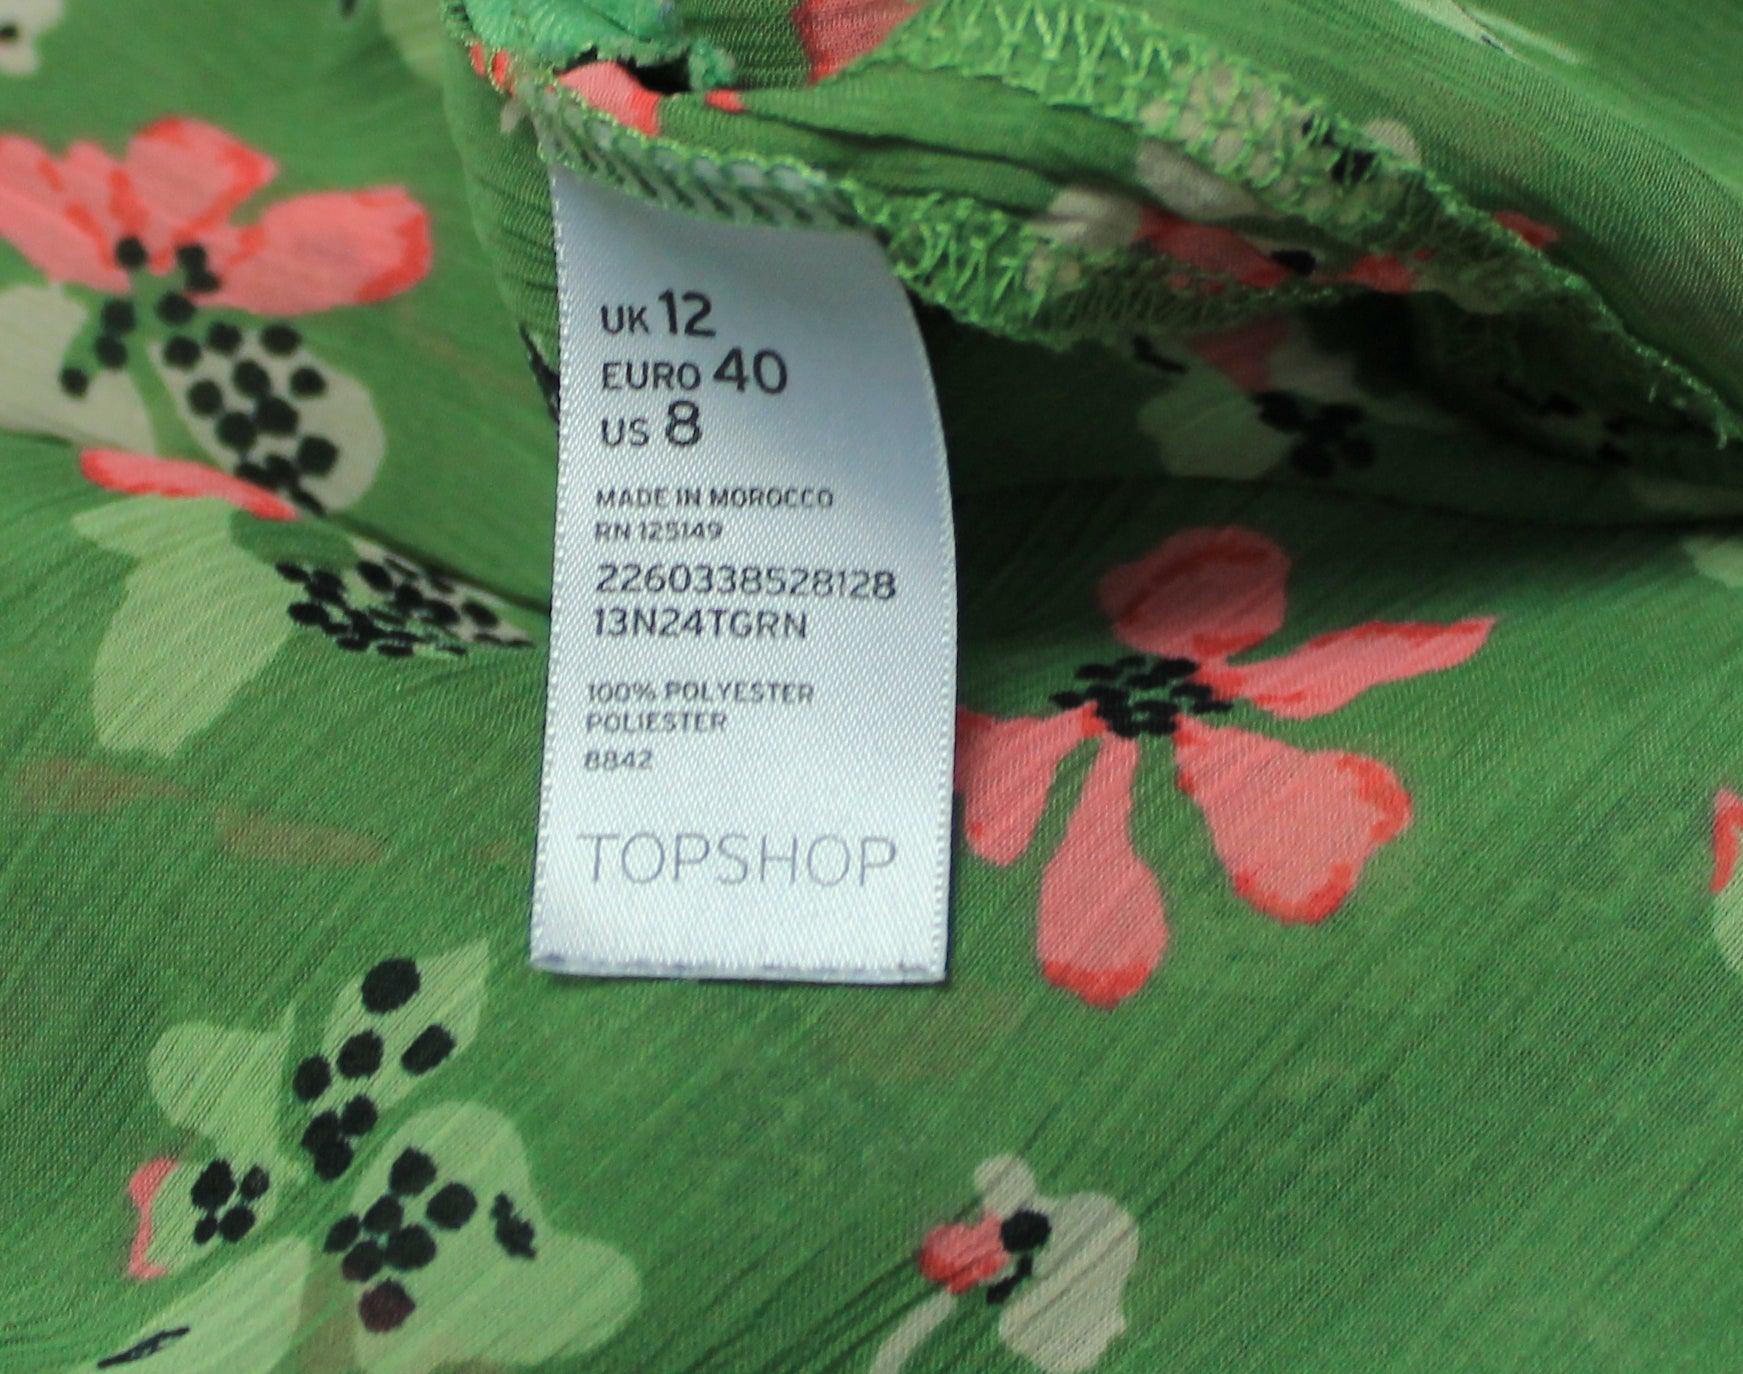 UK 12
EURO 40
US 8
MADE IN MOROCCO
RN 125149
2260338528128
13N24TGRN
100% POLYESTER
POLIESTER
8842
TOPSHOP